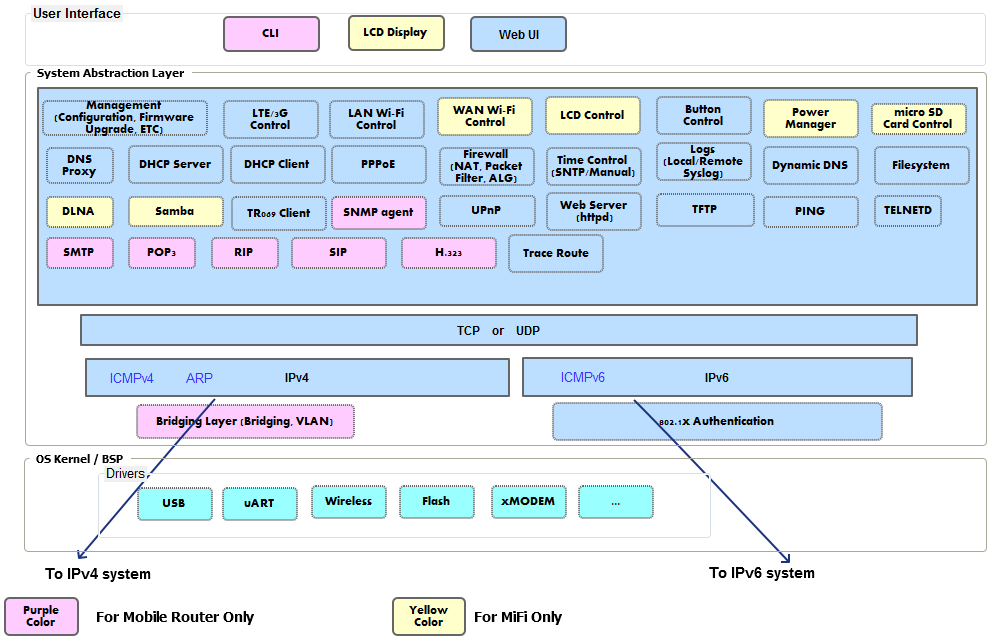 User Interface
CLI
LCD Display
Web UI
System Abstraction Layer
Management
(Configuration, Firmware
Upgrade, ETC)
LTE/3G
Control
LAN Wi-Fi
Control
WAN Wi-Fi
Control
LCD Control
Button
Control
Power
Manager
micro SD
Card Control
DNS
Proxy
DHCP Server
DHCP Client
PPPoE
Firewall
(NAT, Packet
Filter, ALG)
Time Control
(SNTP/Manual)
Logs
(Local/Remote
Syslog)
Dynamic DNS
Filesystem
DLNA
Samba
TR069 Client
SNMP agent
UPnP
Web Server
(httpd)
TFTP
PING
TELNETD
SMTP
POP3
RIP
SIP
H.323
Trace Route
TCP or UDP
ICMPv4 ARP IPv4
ICMPv6 IPv6
Bridging Layer (Bridging, VLAN)
802.1X Authentication
OS Kernel / BSP
Drivers
USB
uART
Wireless
Flash
xMODEM
...
To IPv4 system
To IPv6 system
Purple
Color
For Mobile Router Only
Yellow
Color
For MiFi Only